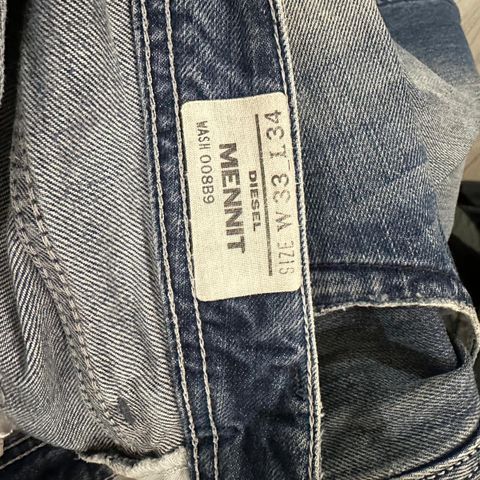 DIESEL
MENNIT
WASH 008B9
SIZE W 33 L 34